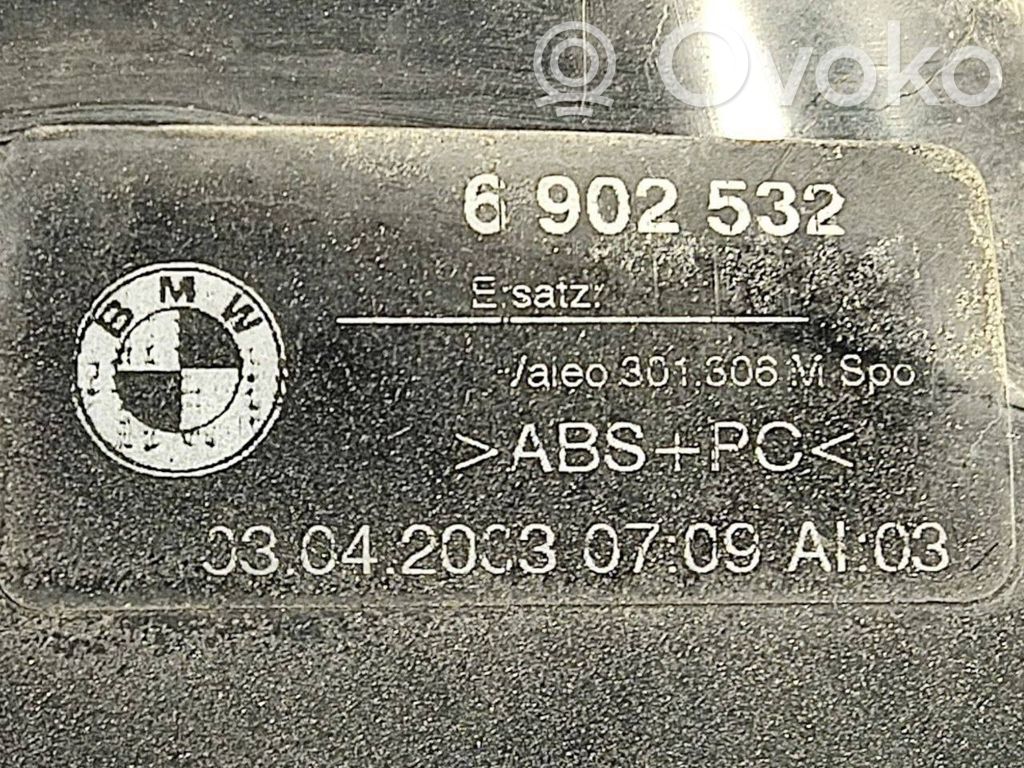 Ovoko
6 902 532
BMW
Ersatz:
Valeo 301.306 M Spo
>ABS+PC<
03.04.2003 07:09 AI:03